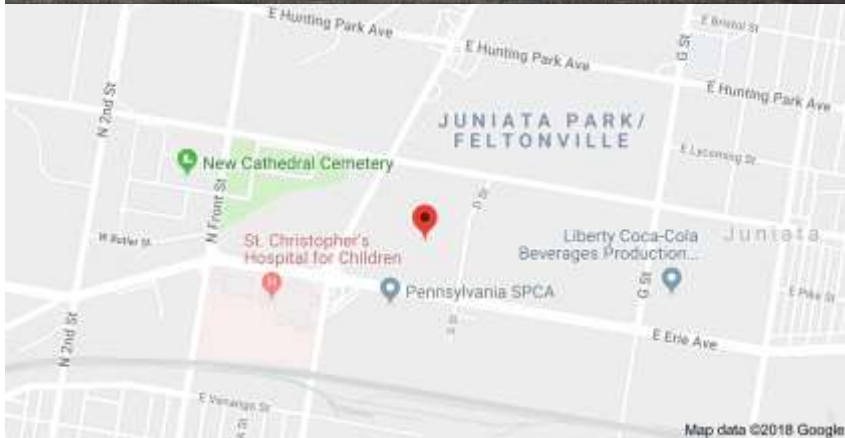 E Hunting Park Ave
E Bristol St
G St
E Hunting Park Ave
E Hunting Park Ave
N 2nd St
JUNIATA PARK/
FELTONVILLE
E Lycoming St
New Cathedral Cemetery
N Front St
D St
W Butler St
St. Christopher's
Hospital for Children
Liberty Coca-Cola
Beverages Production...
Juniata
Pennsylvania SPCA
G St
E Pike St
N 2nd St
E Erie Ave
E Venango St
Map data ©2018 Google